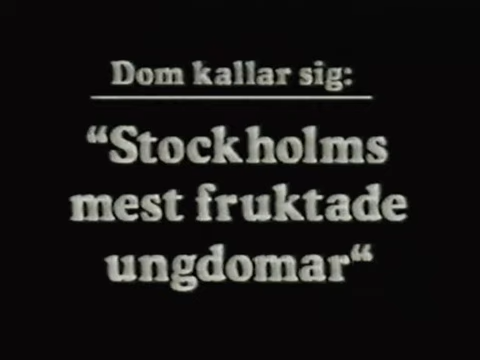 Dom kallar sig:
“Stockholms
mest fruktade
ungdomar“